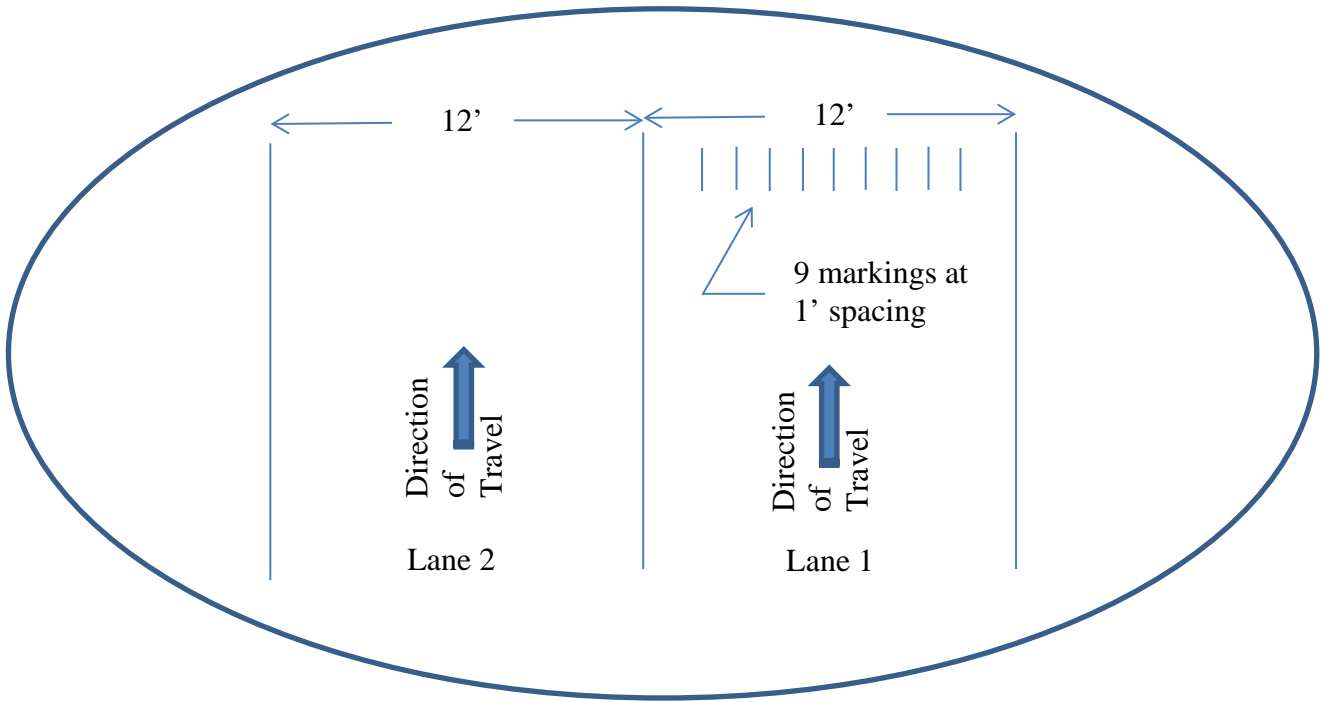 12’
12’
9 markings at
1’ spacing
Direction
of
Travel
Direction
of
Travel
Lane 2
Lane 1